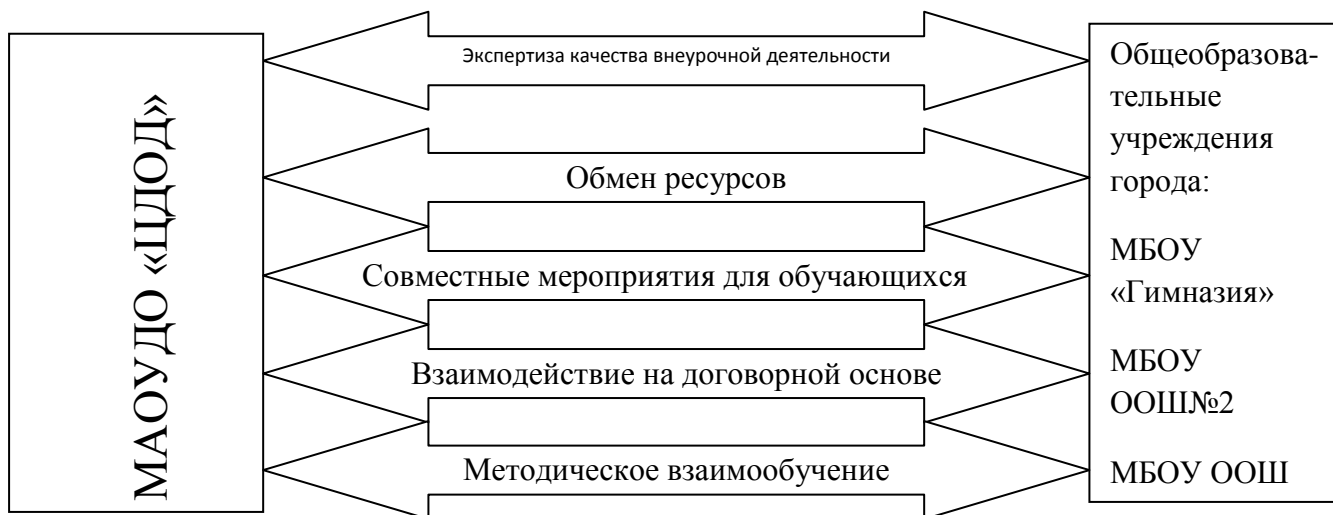 МАОУДО «ЦДОД»
Экспертиза качества внеурочной деятельности
Обмен ресурсов
Совместные мероприятия для обучающихся
Взаимодействие на договорной основе
Методическое взаимообучение
Общеобразова-
тельные
учреждения
города:
МБОУ
«Гимназия»
МБОУ
ООШ№2
МБОУ ООШ